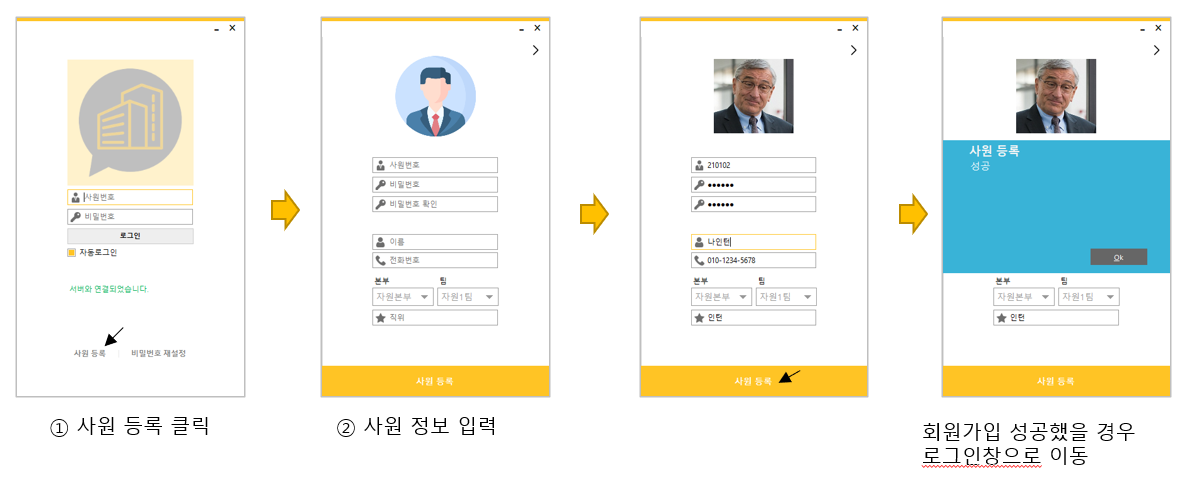 사원번호
비밀번호
로그인
자동로그인
서버와 연결되었습니다.
사원 등록
비밀번호 재설정
① 사원 등록 클릭
사원번호
비밀번호
비밀번호 확인
이름
전화번호
본부 팀
자원본부 자원1팀
직위
사원 등록
② 사원 정보 입력
210102
●●●●●●
●●●●●●
나인턴
010-1234-5678
본부 팀
자원본부 자원1팀
인턴
사원 등록
사원 등록
성공
Ok
본부 팀
자원본부 자원1팀
인턴
사원 등록
회원가입 성공했을 경우
로그인창으로 이동